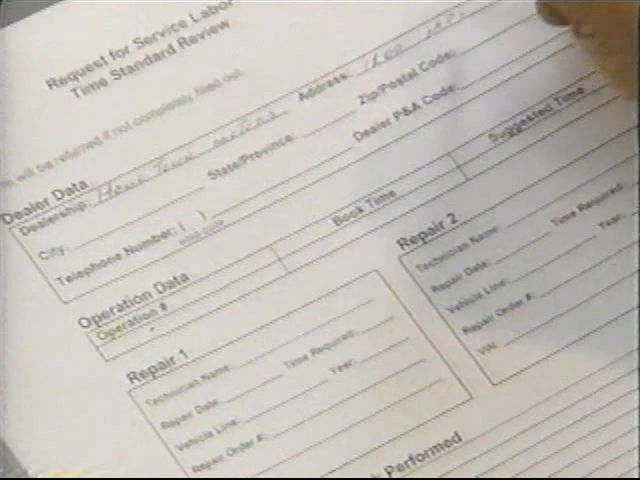 Request for Service Labor
Time Standard Review
will be returned if not completely filled out.
Dealer Data
Dealership: Home Town Motors Address:
City: State/Province: Zip/Postal Code:
Telephone Number: ( ) Dealer P&A Code:
Operation Data
Operation # Book Time Suggested Time
Repair 1
Technician Name:
Repair Date: Time Required:
Vehicle Line: Year:
Repair Order #:
Repair 2
Technician Name:
Repair Date: Time Required:
Vehicle Line: Year:
Repair Order #:
VIN:
Performed